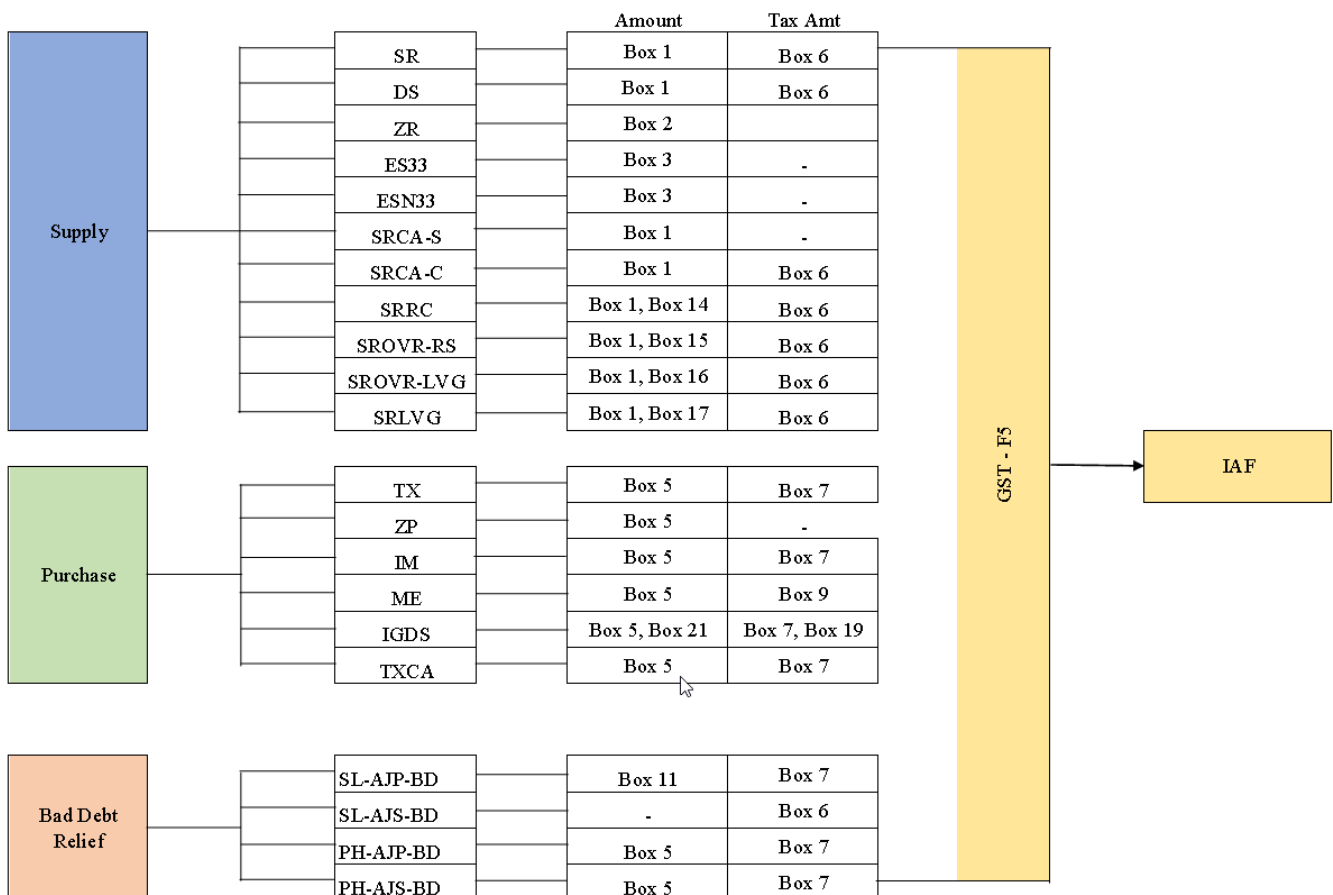 Amount Tax Amt
SR Box 1 Box 6
DS Box 1 Box 6
ZR Box 2
ES33 Box 3 -
ESN33 Box 3 -
Supply SRCA-S Box 1 -
SRCA-C Box 1 Box 6
SRRC Box 1, Box 14 Box 6
SROVR-RS Box 1, Box 15 Box 6
SROVR-LVG Box 1, Box 16 Box 6
SRLVG Box 1, Box 17 Box 6
GST - F5
IAF
TX Box 5 Box 7
ZP Box 5 -
IM Box 5 Box 7
Purchase
ME Box 5 Box 9
IGDS Box 5, Box 21 Box 7, Box 19
TXCA Box 5 Box 7
SL-AJP-BD Box 11 Box 7
Bad Debt
Relief
SL-AJS-BD - Box 6
PH-AJP-BD Box 5 Box 7
PH-AJS-BD Box 5 Box 7